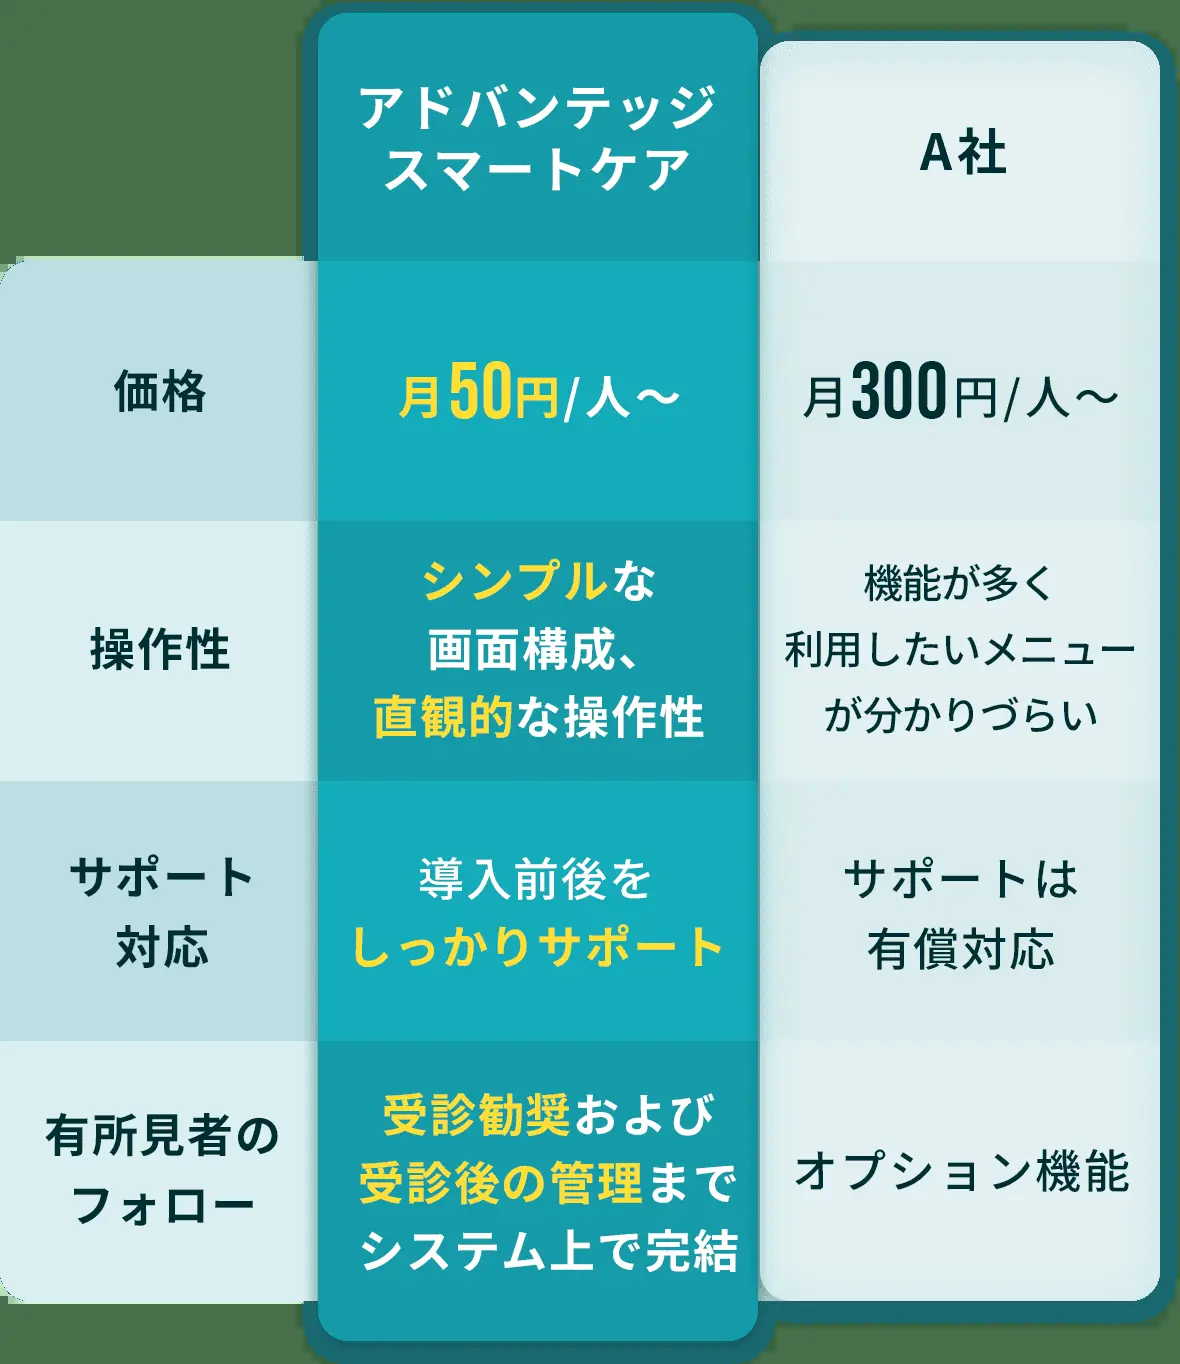 アドバンテッジ
スマートケア
A社
価格
月50円/人〜
月300円/人〜
操作性
シンプルな
画面構成、
直観的な操作性
機能が多く
利用したいメニュー
が分かりづらい
サポート
対応
導入前後を
しっかりサポート
サポートは
有償対応
有所見者の
フォロー
受診勧奨および
受診後の管理まで
システム上で完結
オプション機能